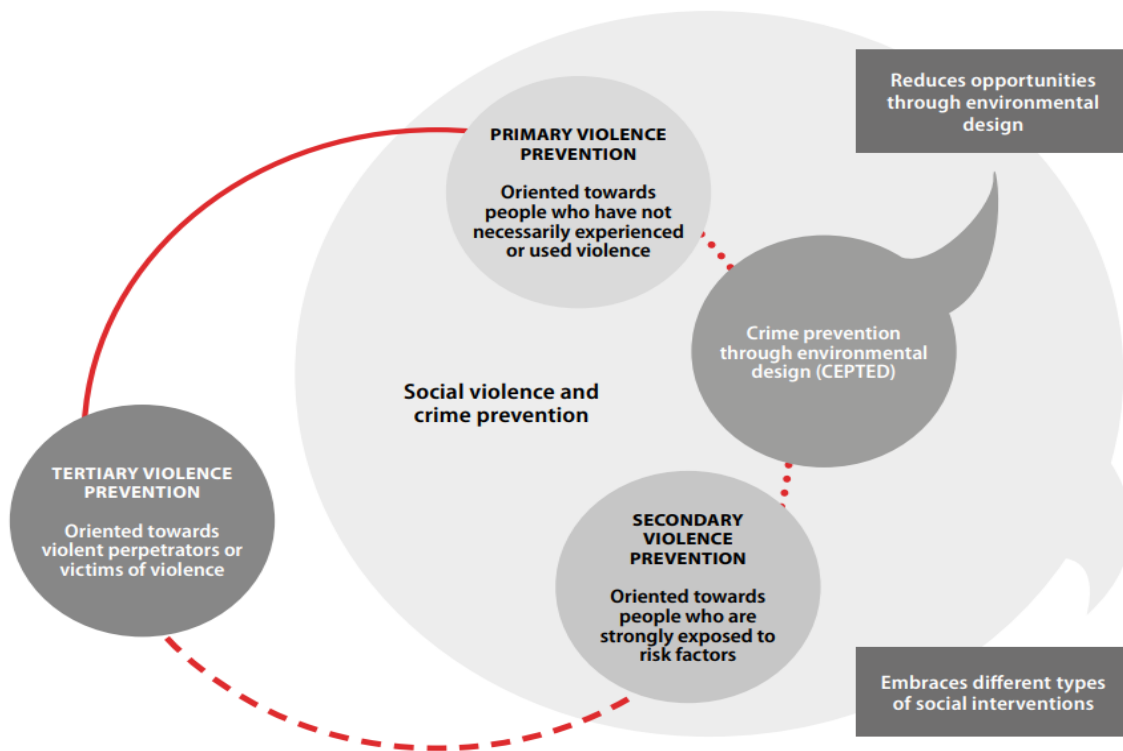 Reduces opportunities
through environmental
design
PRIMARY VIOLENCE
PREVENTION
Oriented towards
people who have not
necessarily experienced
or used violence
Crime prevention
through environmental
design (CEPTED)
Social violence and
crime prevention
TERTIARY VIOLENCE
PREVENTION
Oriented towards
violent perpetrators or
victims of violence
SECONDARY
VIOLENCE
PREVENTION
Oriented towards
people who are
strongly exposed to
risk factors
Embraces different types
of social interventions